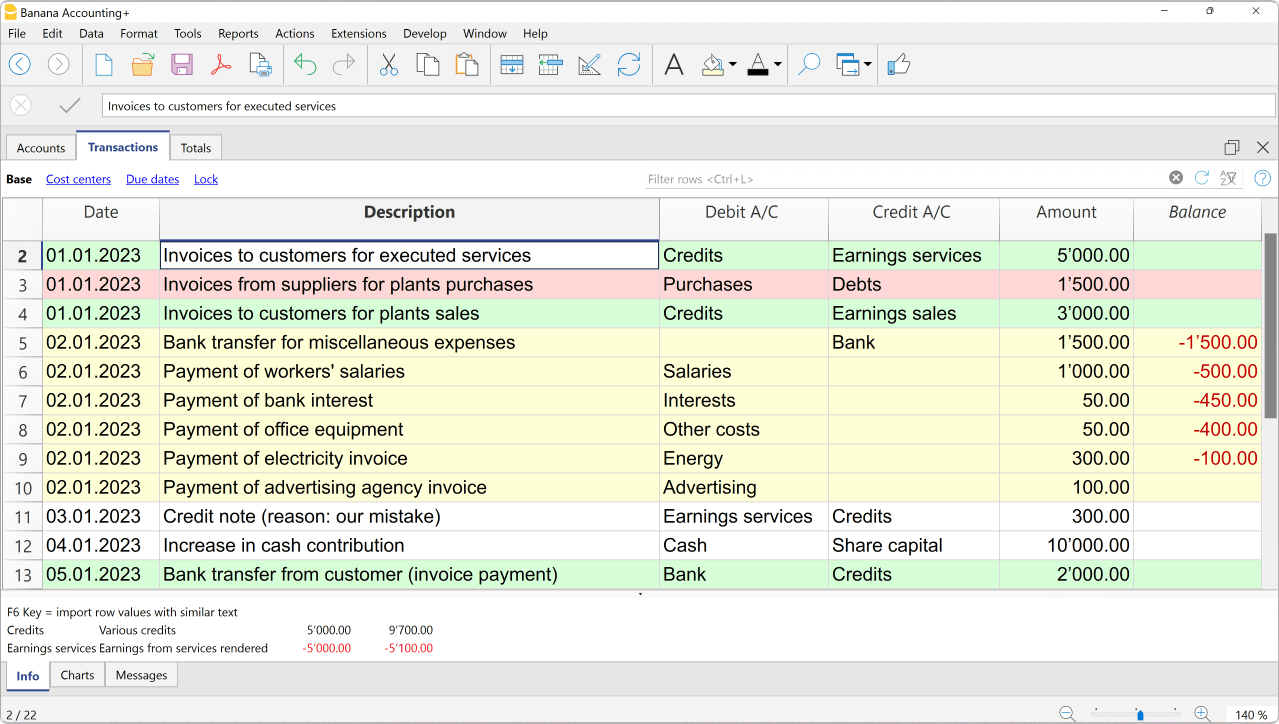 Banana Accounting+
File Edit Data Format Tools Reports Actions Extensions Develop Window Help
Invoices to customers for executed services
Accounts Transactions Totals
Base Cost centers Due dates Lock Filter rows <Ctrl+L>
Date Description Debit A/C Credit A/C Amount Balance
2 01.01.2023 Invoices to customers for executed services Credits Earnings services 5’000.00
3 01.01.2023 Invoices from suppliers for plants purchases Purchases Debts 1’500.00
4 01.01.2023 Invoices to customers for plants sales Credits Earnings sales 3’000.00
5 02.01.2023 Bank transfer for miscellaneous expenses Bank 1’500.00 -1’500.00
6 02.01.2023 Payment of workers' salaries Salaries 1’000.00 -500.00
7 02.01.2023 Payment of bank interest Interests 50.00 -450.00
8 02.01.2023 Payment of office equipment Other costs 50.00 -400.00
9 02.01.2023 Payment of electricity invoice Energy 300.00 -100.00
10 02.01.2023 Payment of advertising agency invoice Advertising 100.00
11 03.01.2023 Credit note (reason: our mistake) Earnings services Credits 300.00
12 04.01.2023 Increase in cash contribution Cash Share capital 10’000.00
13 05.01.2023 Bank transfer from customer (invoice payment) Bank Credits 2’000.00
F6 Key = import row values with similar text
Credits Various credits 5’000.00 9’700.00
Earnings services Earnings from services rendered -5’000.00 -5’100.00
Info Charts Messages
2 / 22 140 %